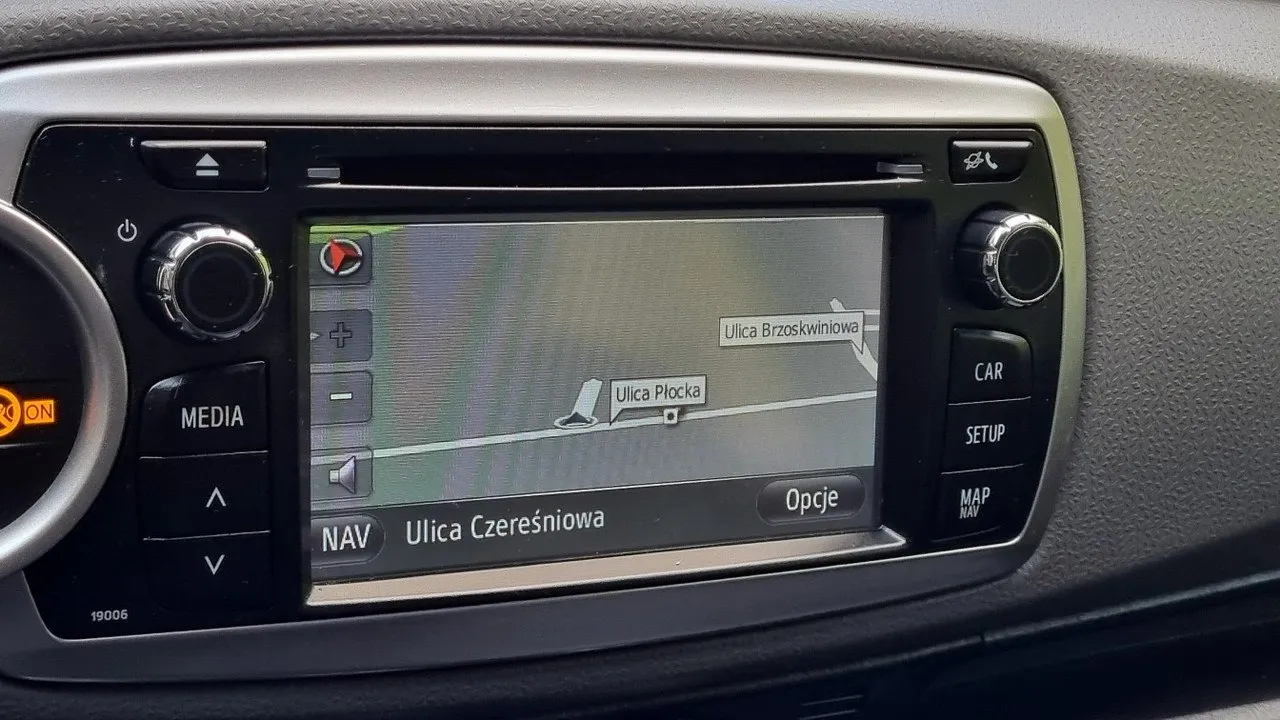 MEDIA
ON
19006
Ulica Brzoskwiniowa
Ulica Płocka
NAV
Ulica Czereśniowa
Opcje
CAR
SETUP
MAP
NAV